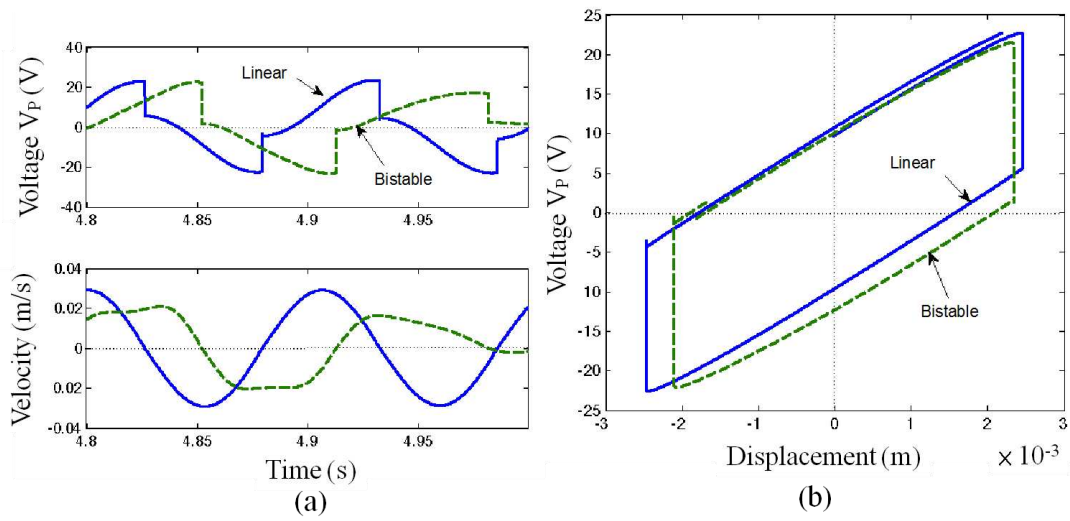 (a)
Voltage V_P (V)
40
20
0
-20
-40
Linear
Bistable
4.8
4.85
4.9
4.95
Velocity (m/s)
0.04
0.02
0
0.02
-0.04
4.8
4.85
4.9
4.95
Time (s)
(a)
(b)
Voltage V_P (V)
25
20
15
10
5
0
-5
-10
-15
-20
-25
Linear
Bistable
-3
-2
-1
0
1
2
3
Displacement (m)
× 10⁻³
(b)